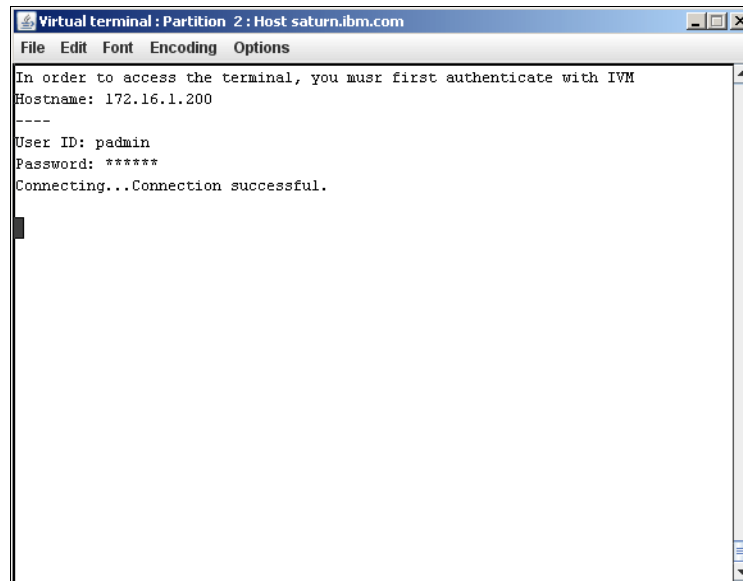 Virtual terminal : Partition 2 : Host saturn.ibm.com
File Edit Font Encoding Options
In order to access the terminal, you musr first authenticate with IVM
Hostname: 172.16.1.200
----
User ID: padmin
Password: ******
Connecting...Connection successful.